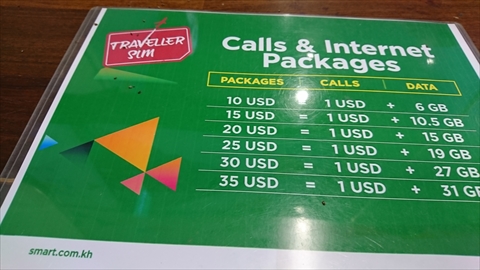 TRAVELLER
SIM
Calls & Internet
Packages
PACKAGES CALLS DATA
10 USD = 1 USD + 6 GB
15 USD = 1 USD + 10.5 GB
20 USD = 1 USD + 15 GB
25 USD = 1 USD + 19 GB
30 USD = 1 USD + 27 GB
35 USD = 1 USD + 31 G
smart.com.kh